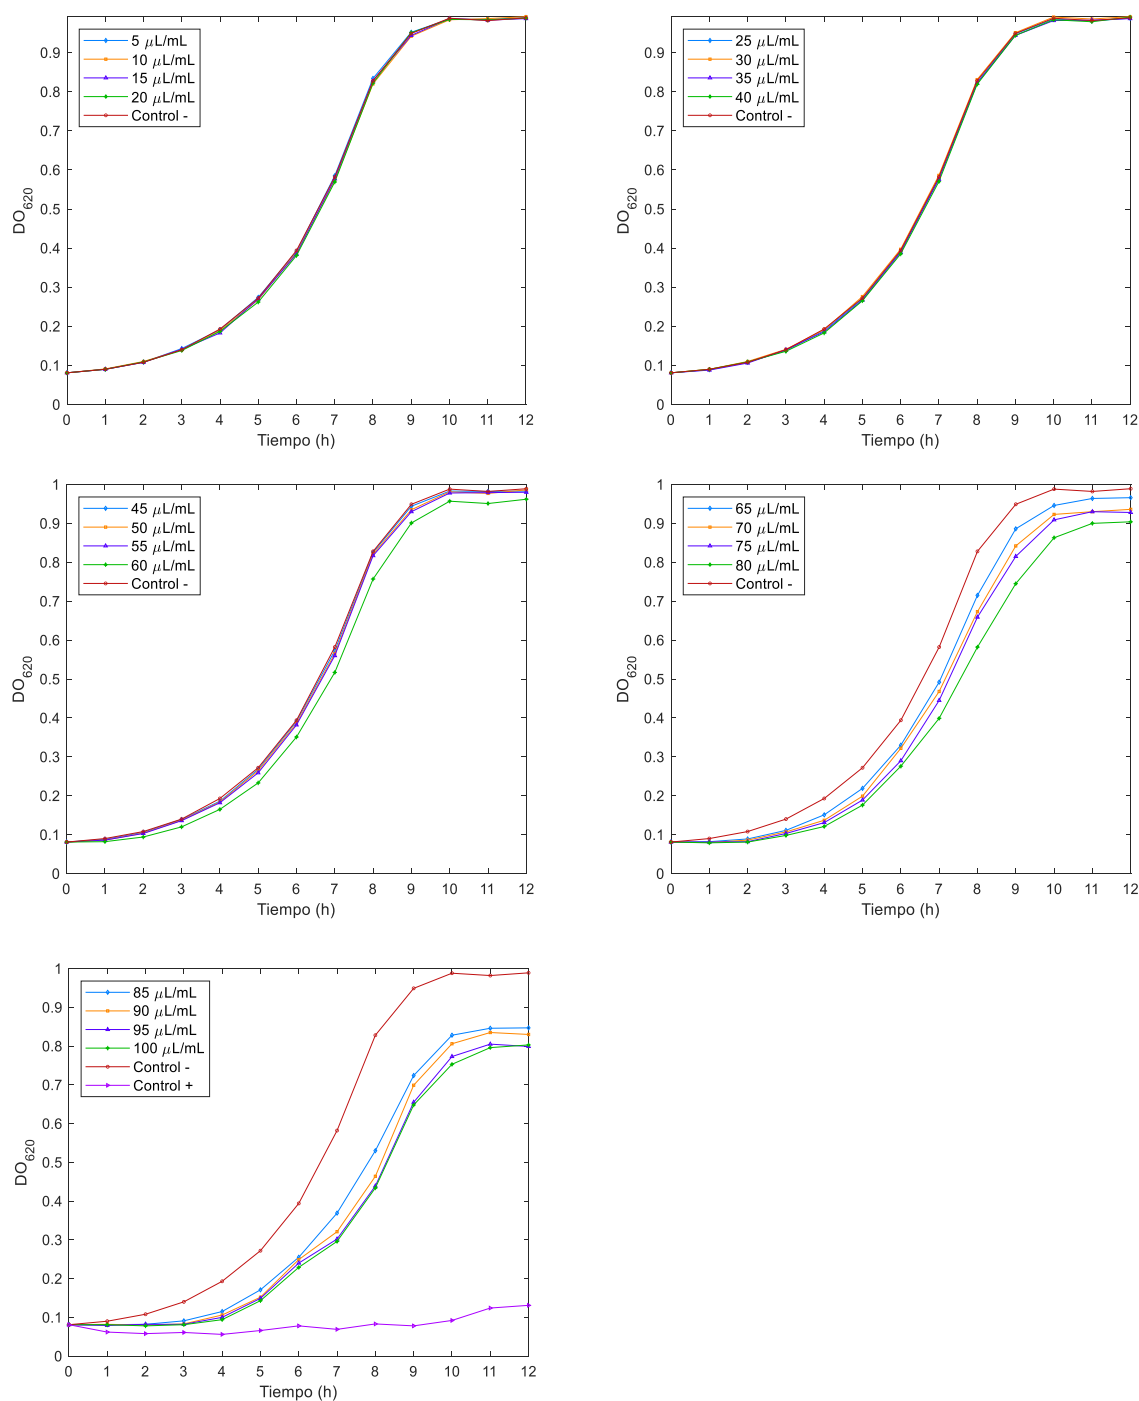 0.9
0.8
0.7
0.6
0.5
0.4
0.3
0.2
0.1
0
DO620
5 μL/mL
10 μL/mL
15 μL/mL
20 μL/mL
Control -
0 1 2 3 4 5 6 7 8 9 10 11 12
Tiempo (h)
0.9
0.8
0.7
0.6
0.5
0.4
0.3
0.2
0.1
0
DO620
25 μL/mL
30 μL/mL
35 μL/mL
40 μL/mL
Control -
0 1 2 3 4 5 6 7 8 9 10 11 12
Tiempo (h)
1
0.9
0.8
0.7
0.6
0.5
0.4
0.3
0.2
0.1
0
DO620
45 μL/mL
50 μL/mL
55 μL/mL
60 μL/mL
Control -
0 1 2 3 4 5 6 7 8 9 10 11 12
Tiempo (h)
1
0.9
0.8
0.7
0.6
0.5
0.4
0.3
0.2
0.1
0
DO620
65 μL/mL
70 μL/mL
75 μL/mL
80 μL/mL
Control -
0 1 2 3 4 5 6 7 8 9 10 11 12
Tiempo (h)
1
0.9
0.8
0.7
0.6
0.5
0.4
0.3
0.2
0.1
0
DO620
85 μL/mL
90 μL/mL
95 μL/mL
100 μL/mL
Control -
Control +
0 1 2 3 4 5 6 7 8 9 10 11 12
Tiempo (h)